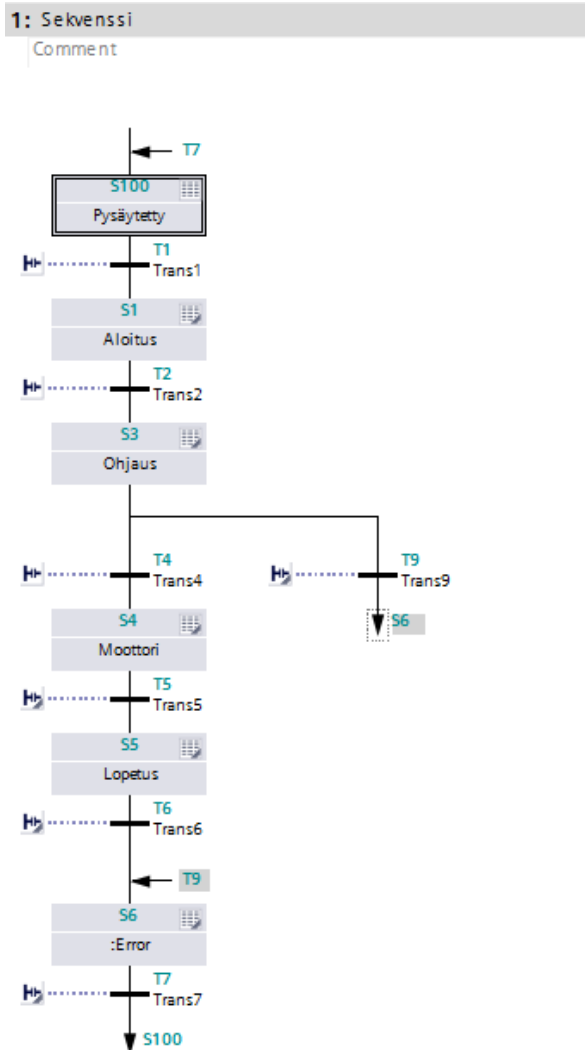 1: Sekvenssi
Comment
T7
S100
Pysäytetty
T1
Trans1
S1
Aloitus
T2
Trans2
S3
Ohjaus
T4
Trans4
T9
Trans9
S4
Moottori
S6
T5
Trans5
S5
Lopetus
T6
Trans6
T9
S6
:Error
T7
Trans7
S100